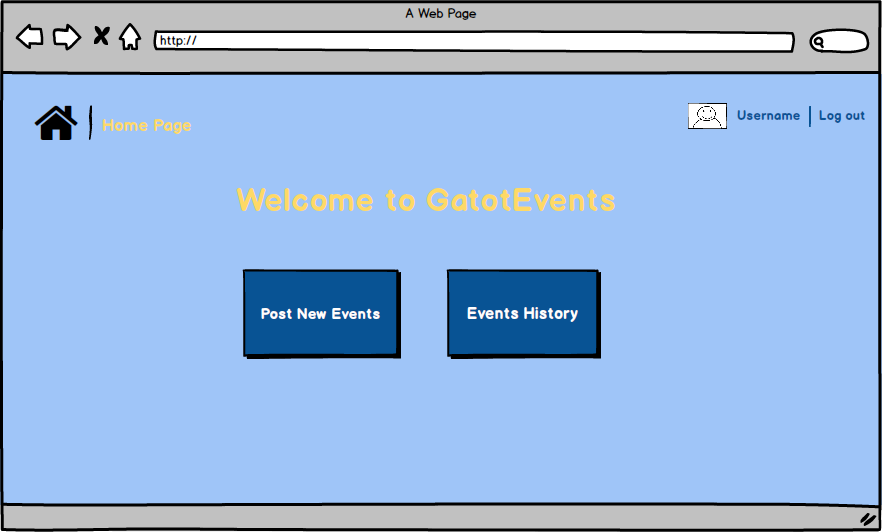 A Web Page
http://
Home Page
Username | Log out
Welcome to GatotEvents
Post New Events
Events History